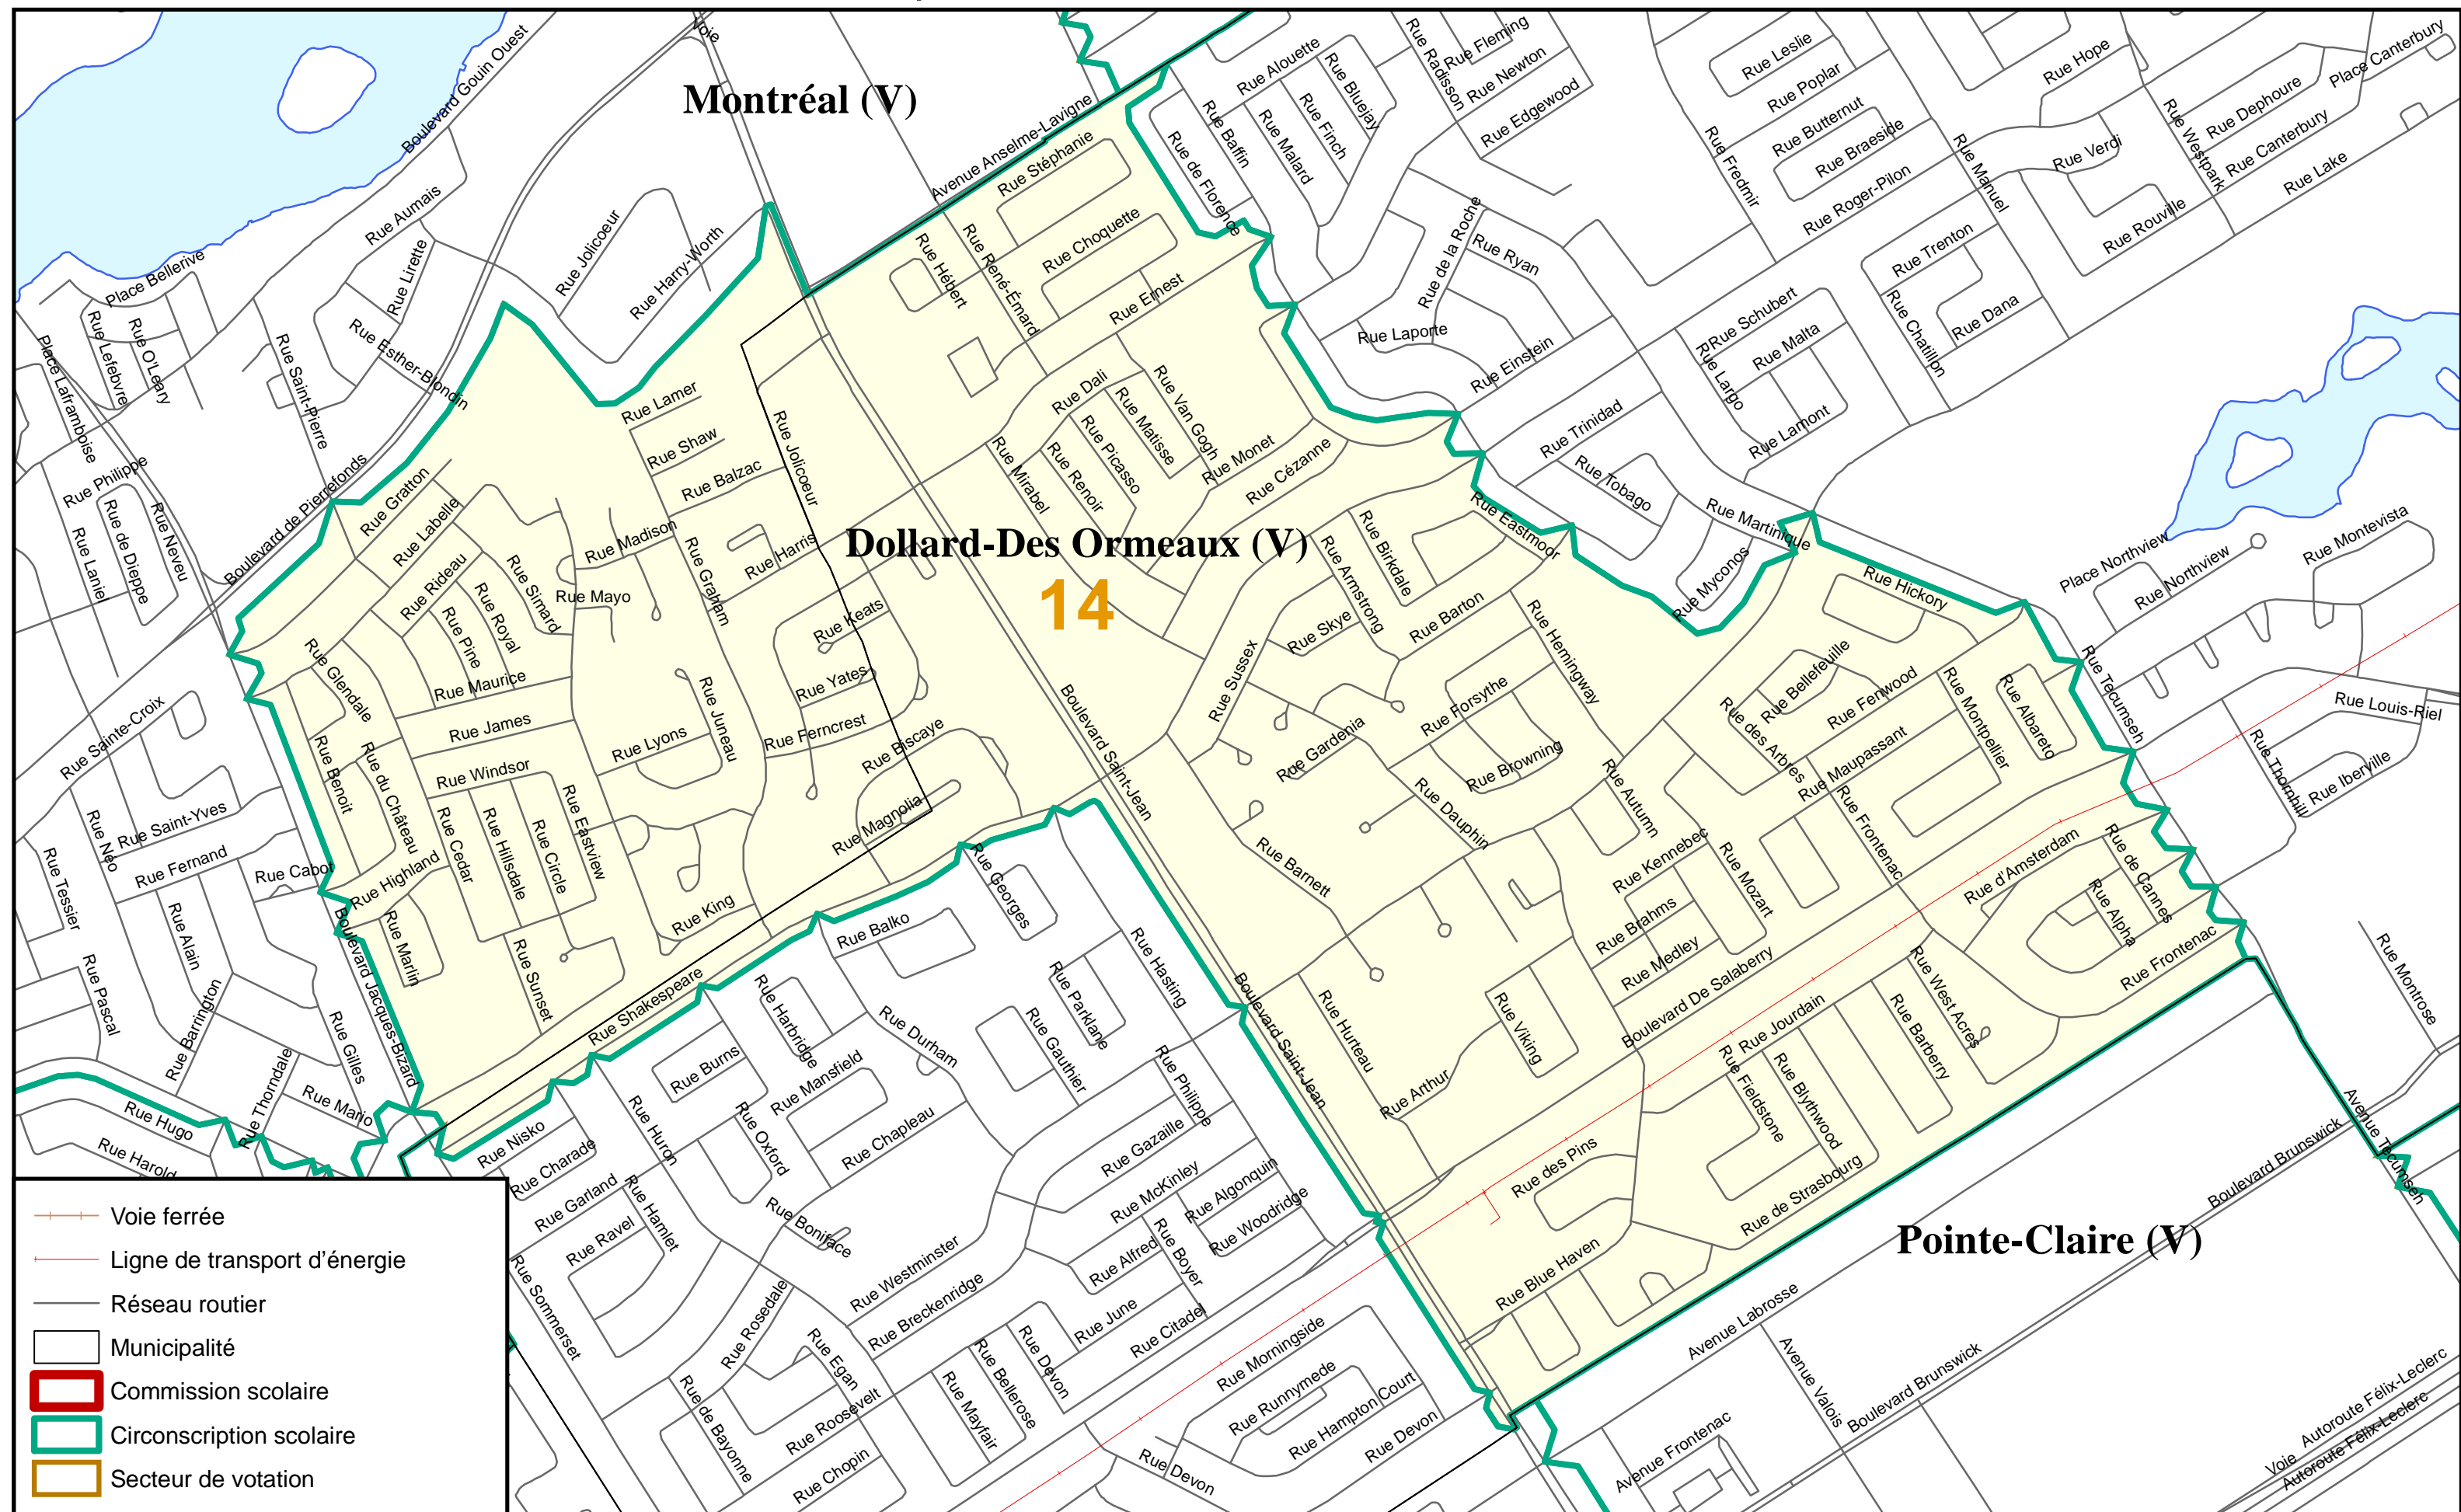 Montréal (V)
Dollard-Des Ormeaux (V)
14
Pointe-Claire (V)
Voie
Boulevard Gouin Ouest
Rue Aumais
Rue Lirette
Place Bellerive
Rue Lefebvre
Rue O'Leary
Place Laframboise
Rue Saint-Pierre
Rue Esther-Blondin
Rue Jolicoeur
Rue Harry-Worth
Rue Philippe
Rue de Dieppe
Rue Neveu
Rue Laniel
Boulevard de Pierrefonds
Avenue Anselme-Lavigne
Rue Stéphanie
Rue Choquette
Rue Hébert
Rue René-Émard
Rue Ernest
Rue de Florence
Rue Baffin
Rue Alouette
Rue Malard
Rue Finch
Rue Bluejay
Rue Radisson
Rue Fleming
Rue Newton
Rue Edgewood
Rue Leslie
Rue Poplar
Rue Butternut
Rue Braeside
Rue Fredmir
Rue Roger-Pilon
Rue Manuel
Rue Hope
Rue Verdi
Rue Westpark
Rue Dephoure
Place Canterbury
Rue Canterbury
Rue Lake
Rue Rouville
Rue Trenton
Rue Dana
Rue Chatillon
Rue de la Roche
Rue Ryan
Rue Laporte
Rue Einstein
Rue Schubert
Rue Malta
Rue Largo
Rue Lamont
Rue Trinidad
Rue Tobago
Rue Martinique
Rue Myconos
Rue Lamer
Rue Shaw
Rue Balzac
Rue Jolicoeur
Rue Madison
Rue Harris
Rue Graham
Rue Mayo
Rue Gratton
Rue Labelle
Rue Rideau
Rue Simard
Rue Royal
Rue Pine
Rue Maurice
Rue James
Rue Windsor
Rue Glendale
Rue Benoit
Rue du Château
Rue Cedar
Rue Hillsdale
Rue Circle
Rue Eastview
Rue Highland
Rue Marlin
Rue Sunset
Rue Lyons
Rue Juneau
Rue Keats
Rue Yates
Rue Ferncrest
Rue Biscaye
Rue Magnolia
Rue King
Rue Shakespeare
Rue Dali
Rue Van Gogh
Rue Matisse
Rue Picasso
Rue Renoir
Rue Mirabel
Rue Monet
Rue Cézanne
Rue Eastmoor
Rue Birkdale
Rue Armstrong
Rue Skye
Rue Barton
Rue Sussex
Rue Hemingway
Rue Forsythe
Rue Gardenia
Rue Browning
Rue Dauphin
Rue Barnett
Rue Autumn
Rue Hickory
Rue Bellefeuille
Rue Fenwood
Rue des Arbres
Rue Maupassant
Rue Montpellier
Rue Albareto
Rue Frontenac
Rue Kennebec
Rue Mozart
Rue Brahms
Rue Medley
Boulevard De Salaberry
Rue d'Amsterdam
Rue de Cannes
Rue Alpha
Rue Frontenac
Rue West Acres
Rue Barberry
Rue Jourdain
Rue Fieldstone
Rue Blythwood
Rue de Strasbourg
Rue des Pins
Rue Blue Haven
Rue Hurteau
Rue Viking
Rue Arthur
Boulevard Saint-Jean
Boulevard Saint-Jean
Place Northview
Rue Northview
Rue Montevista
Rue Tecumseh
Rue Louis-Riel
Rue Thornhill
Rue Iberville
Rue Montrose
Avenue Tecumseh
Boulevard Brunswick
Avenue Labrosse
Avenue Valois
Boulevard Brunswick
Avenue Frontenac
Voie
Autoroute Félix-Leclerc
Autoroute Félix-Leclerc
Rue Sainte-Croix
Rue Saint-Yves
Rue Néo
Rue Fernand
Rue Cabot
Rue Tessier
Rue Alain
Rue Pascal
Rue Barrington
Rue Gilles
Boulevard Jacques-Bizard
Rue Thorndale
Rue Mario
Rue Hugo
Rue Harold
Rue Georges
Rue Balko
Rue Harbridge
Rue Burns
Rue Mansfield
Rue Durham
Rue Parklane
Rue Hasting
Rue Gauthier
Rue Philippe
Rue Nisko
Rue Charade
Rue Huron
Rue Oxford
Rue Chapleau
Rue Garland
Rue Hamlet
Rue Ravel
Rue Boniface
Rue Gazaille
Rue McKinley
Rue Algonquin
Rue Woodridge
Rue Alfred
Rue Boyer
Rue Westminster
Rue Breckenridge
Rue June
Rue Citadel
Rue Sommerset
Rue Rosedale
Rue Egan
Rue de Bayonne
Rue Roosevelt
Rue Chopin
Rue Mayfair
Rue Bellerose
Rue Devon
Rue Devon
Rue Morningside
Rue Runnymede
Rue Hampton Court
Rue Devon
Voie ferrée
Ligne de transport d'énergie
Réseau routier
Municipalité
Commission scolaire
Circonscription scolaire
Secteur de votation